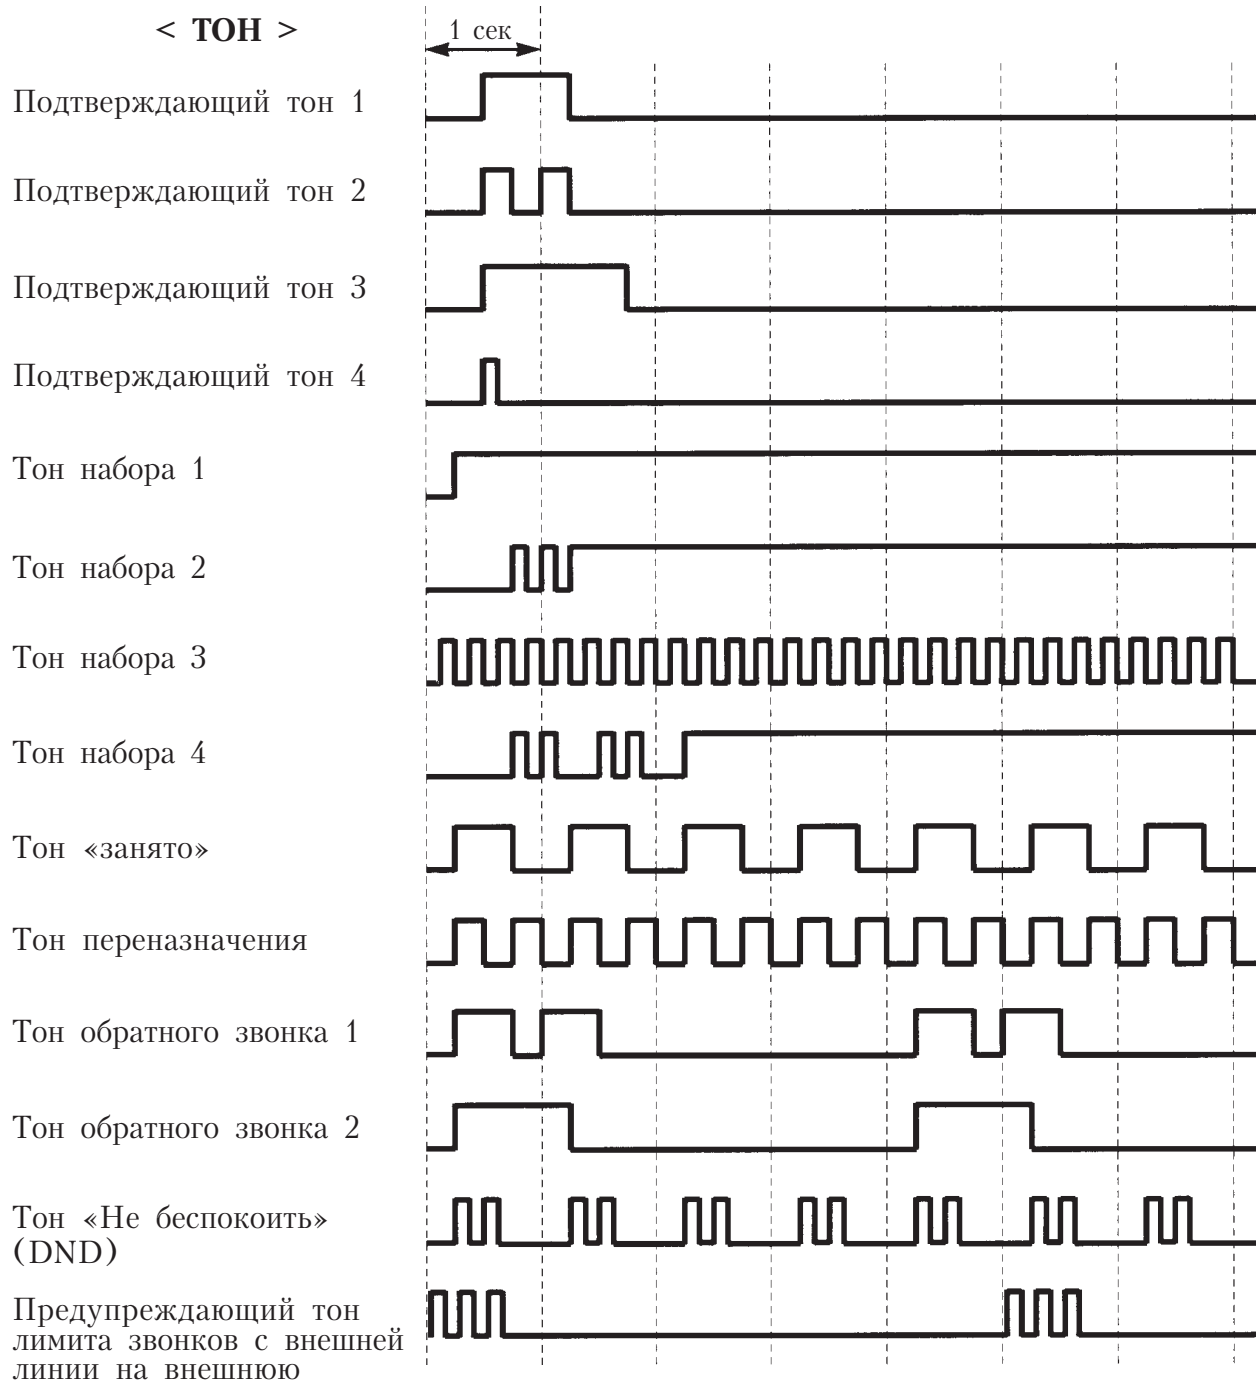 < ТОН >
1 сек
Подтверждающий тон 1
Подтверждающий тон 2
Подтверждающий тон 3
Подтверждающий тон 4
Тон набора 1
Тон набора 2
Тон набора 3
Тон набора 4
Тон «занято»
Тон переназначения
Тон обратного звонка 1
Тон обратного звонка 2
Тон «Не беспокоить»
(DND)
Предупреждающий тон
лимита звонков с внешней
линии на внешнюю